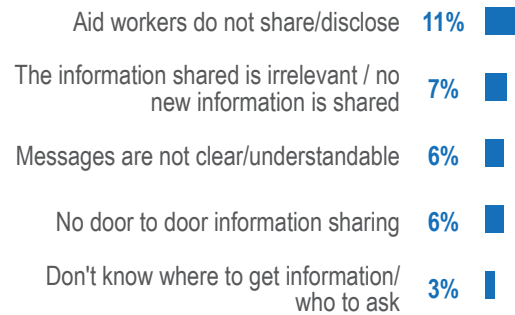 Aid workers do not share/disclose 11%
The information shared is irrelevant / no
new information is shared 7%
Messages are not clear/understandable 6%
No door to door information sharing 6%
Don't know where to get information/
who to ask 3%